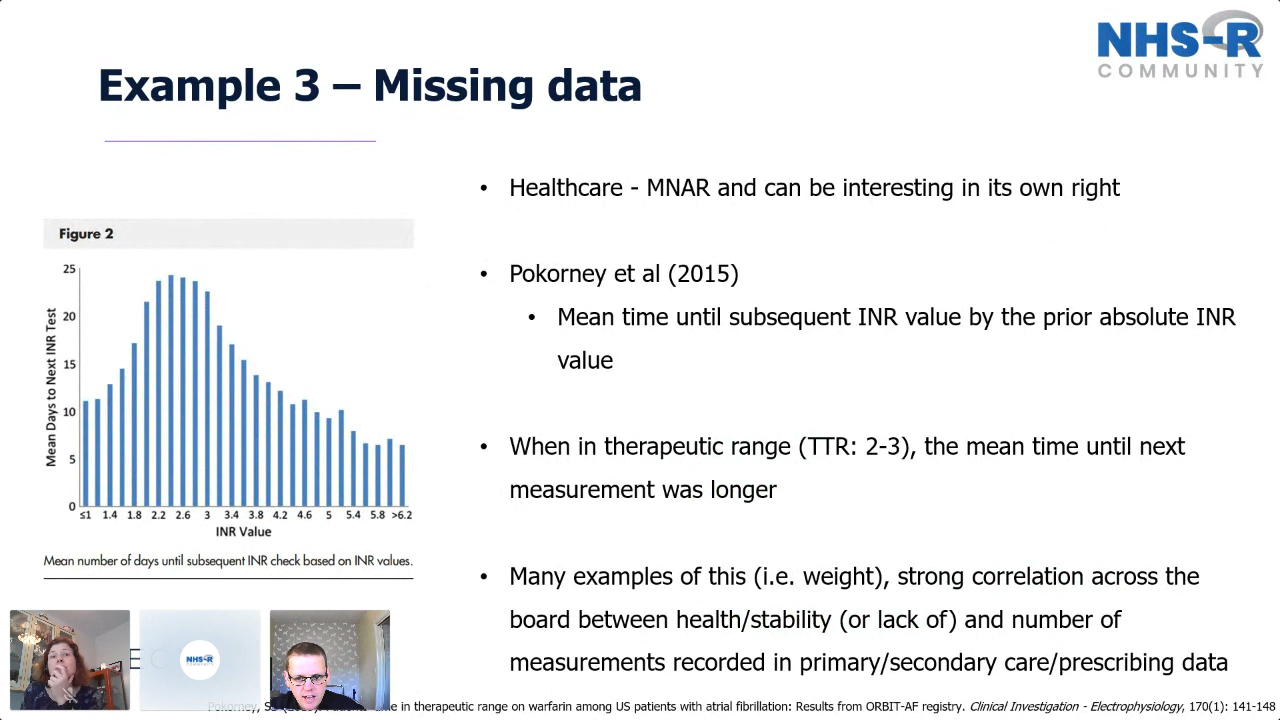 NHS-R
COMMUNITY
Example 3 – Missing data
• Healthcare - MNAR and can be interesting in its own right
• Pokorney et al (2015)
• Mean time until subsequent INR value by the prior absolute INR
value
• When in therapeutic range (TTR: 2-3), the mean time until next
measurement was longer
• Many examples of this (i.e. weight), strong correlation across the
board between health/stability (or lack of) and number of
measurements recorded in primary/secondary care/prescribing data
Figure 2
Mean Days to Next INR Test
25
20
15
10
5
0
≤1 1.4 1.8 2.2 2.6 3 3.4 3.8 4.2 4.6 5 5.4 5.8 >6.2
INR Value
Mean number of days until subsequent INR check based on INR values.
NHS-R
COMMUNITY
in therapeutic range on warfarin among US patients with atrial fibrillation: Results from ORBIT-AF registry. Clinical Investigation - Electrophysiology, 170(1): 141-148